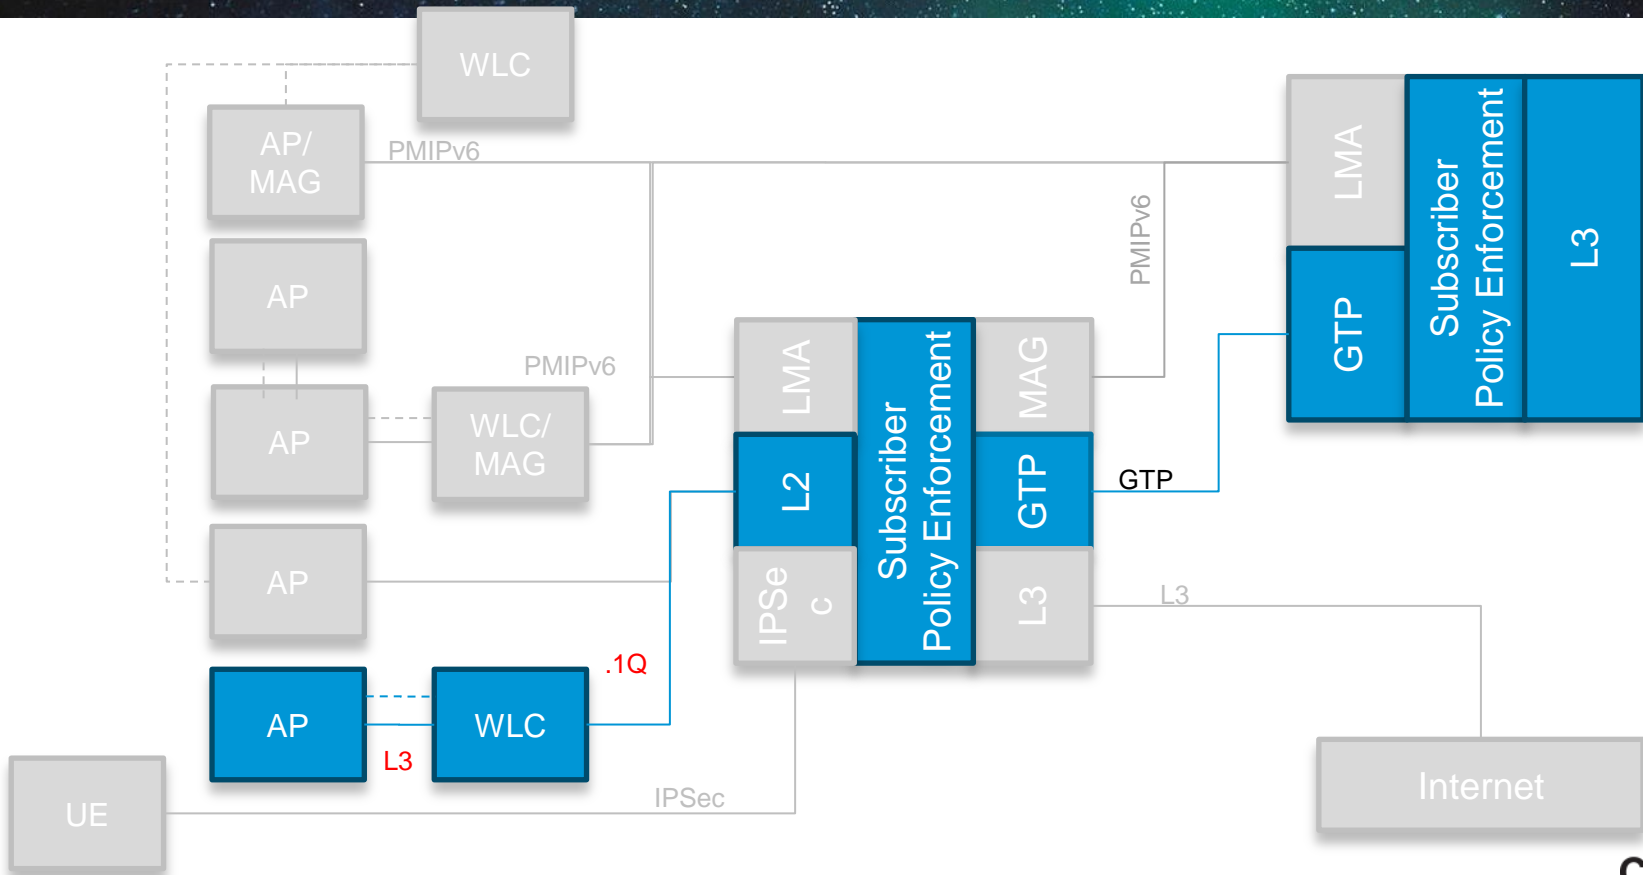 WLC
AP/
MAG
PMIPv6
AP
PMIPv6
AP
WLC/
MAG
AP
AP
L3
WLC
.1Q
UE
IPSec
LMA
L2
IPSe
c
Subscriber
Policy Enforcement
MAG
GTP
L3
PMIPv6
GTP
L3
LMA
GTP
Subscriber
Policy Enforcement
L3
Internet